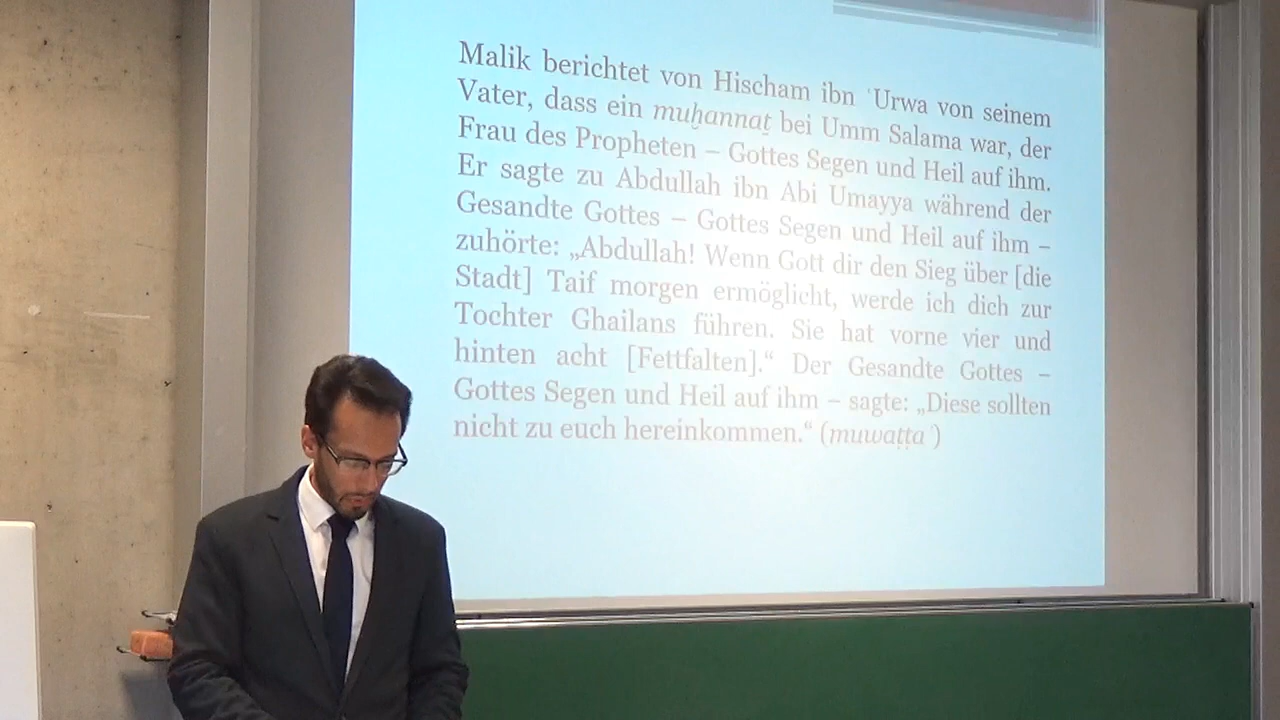 Malik berichtet von Hischam ibn ʿUrwa von seinem
Vater, dass ein muḫannaṯ bei Umm Salama war, der
Frau des Propheten – Gottes Segen und Heil auf ihm.
Er sagte zu Abdullah ibn Abi Umayya während der
Gesandte Gottes – Gottes Segen und Heil auf ihm –
zuhörte: „Abdullah! Wenn Gott dir den Sieg über [die
Stadt] Taif morgen ermöglicht, werde ich dich zur
Tochter Ghailans führen. Sie hat vorne vier und
hinten acht [Fettfalten].“ Der Gesandte Gottes –
Gottes Segen und Heil auf ihm – sagte: „Diese sollten
nicht zu euch hereinkommen.“ (muwaṭṭaʾ)